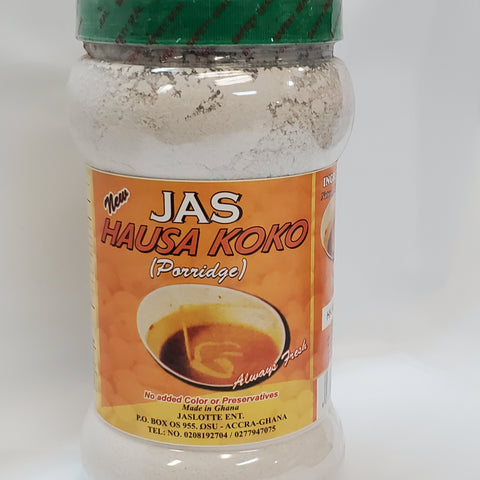 New
JAS
HAUSA KOKO
(Porridge)
Always Fresh
No added Color or Preservatives
Made in Ghana
JASLOTTE ENT.
P.O. BOX OS 955. OSU - ACCRA-GHANA
TEL: NO. 0208192704 / 0277947075